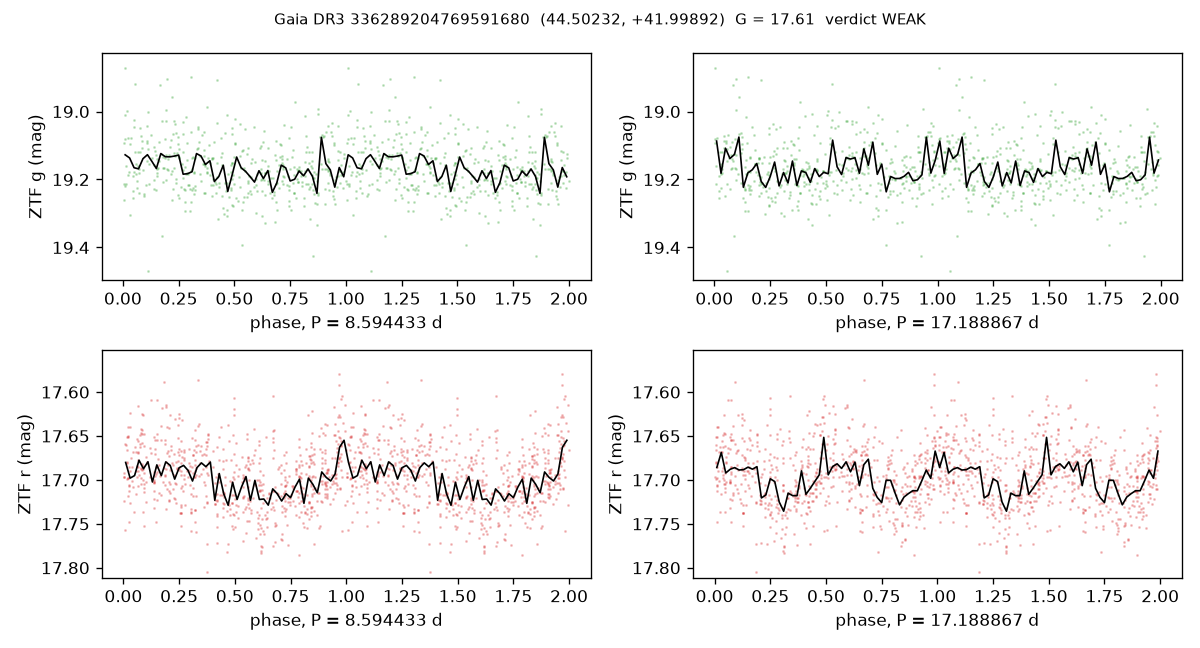 Gaia DR3 336289204769591680 (44.50232, +41.99892) G = 17.61 verdict WEAK
ZTF g (mag)
19.0
19.2
19.4
0.00 0.25 0.50 0.75 1.00 1.25 1.50 1.75 2.00
phase, P = 8.594433 d
ZTF g (mag)
19.0
19.2
19.4
0.00 0.25 0.50 0.75 1.00 1.25 1.50 1.75 2.00
phase, P = 17.188867 d
ZTF r (mag)
17.60
17.65
17.70
17.75
17.80
0.00 0.25 0.50 0.75 1.00 1.25 1.50 1.75 2.00
phase, P = 8.594433 d
ZTF r (mag)
17.60
17.65
17.70
17.75
17.80
0.00 0.25 0.50 0.75 1.00 1.25 1.50 1.75 2.00
phase, P = 17.188867 d